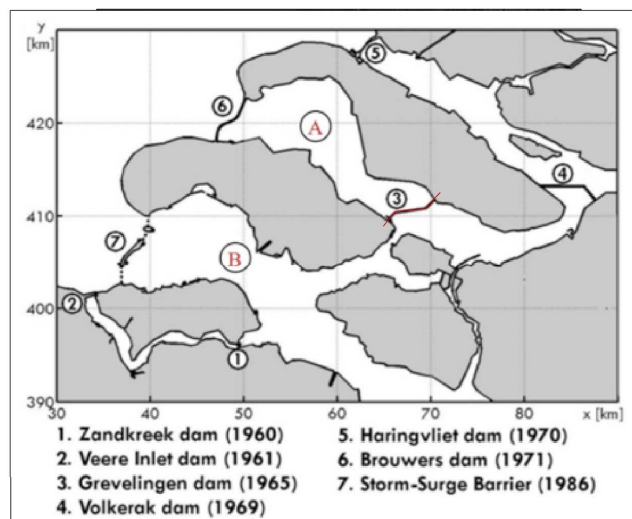 y
[km]
420
410
400
390
30 40 50 60 70 80 x [km]
6
5
A
4
3
7
B
2
1
1. Zandkreek dam (1960)
2. Veere Inlet dam (1961)
3. Grevelingen dam (1965)
4. Volkerak dam (1969)
5. Haringvliet dam (1970)
6. Brouwers dam (1971)
7. Storm-Surge Barrier (1986)